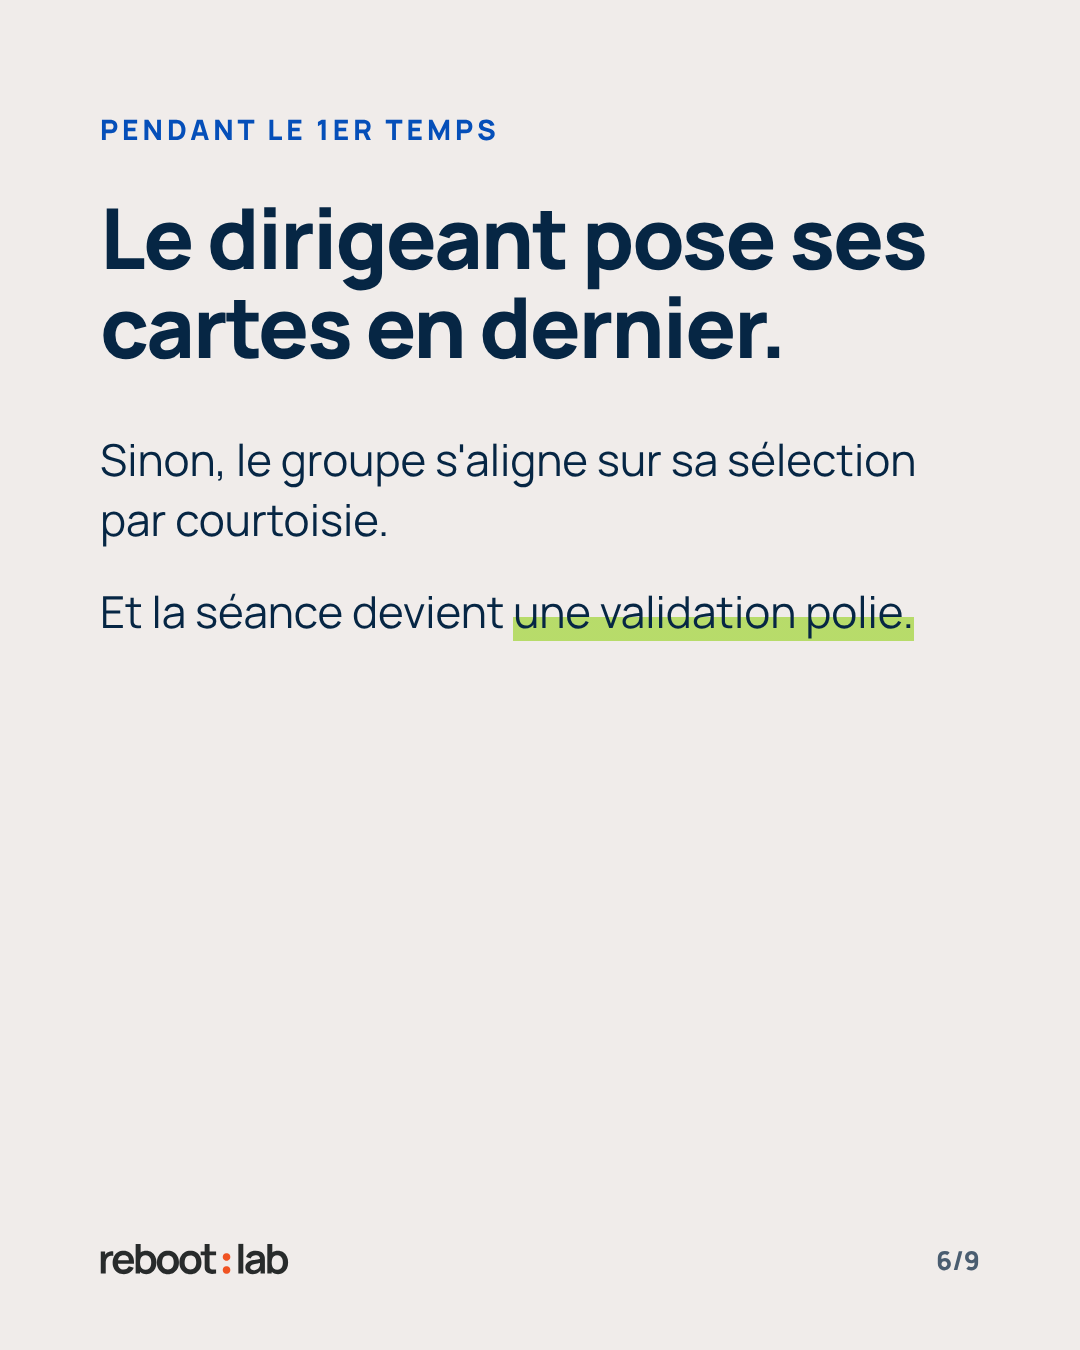 PENDANT LE 1ER TEMPS
Le dirigeant pose ses
cartes en dernier.
Sinon, le groupe s'aligne sur sa sélection
par courtoisie.
Et la séance devient une validation polie.
reboot:lab
6/9